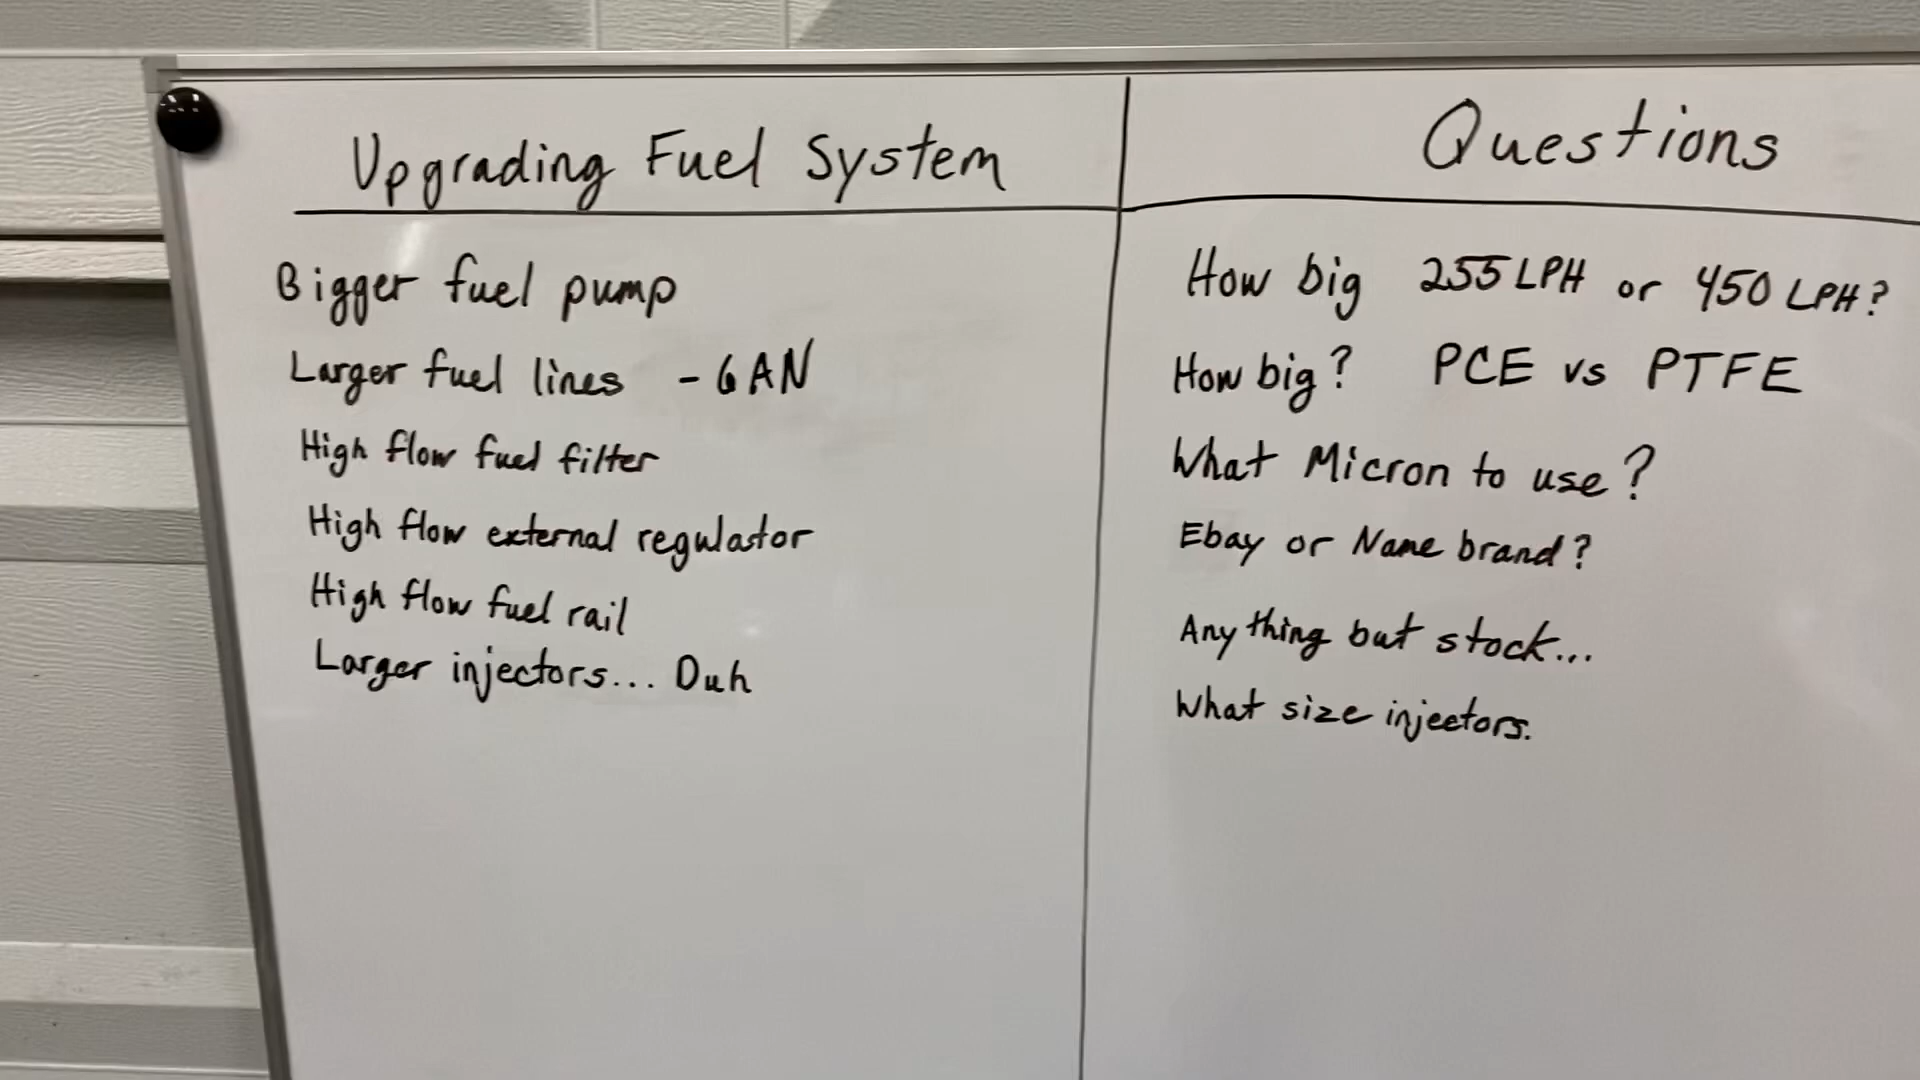 Upgrading Fuel System
Bigger fuel pump
Larger fuel lines -6AN
High flow fuel filter
High flow external regulator
High flow fuel rail
Larger injectors... Duh
Questions
How big 255 LPH or 450 LPH?
How big? PCE vs PTFE
What Micron to use?
Ebay or Name brand?
Anything but stock...
What size injectors.